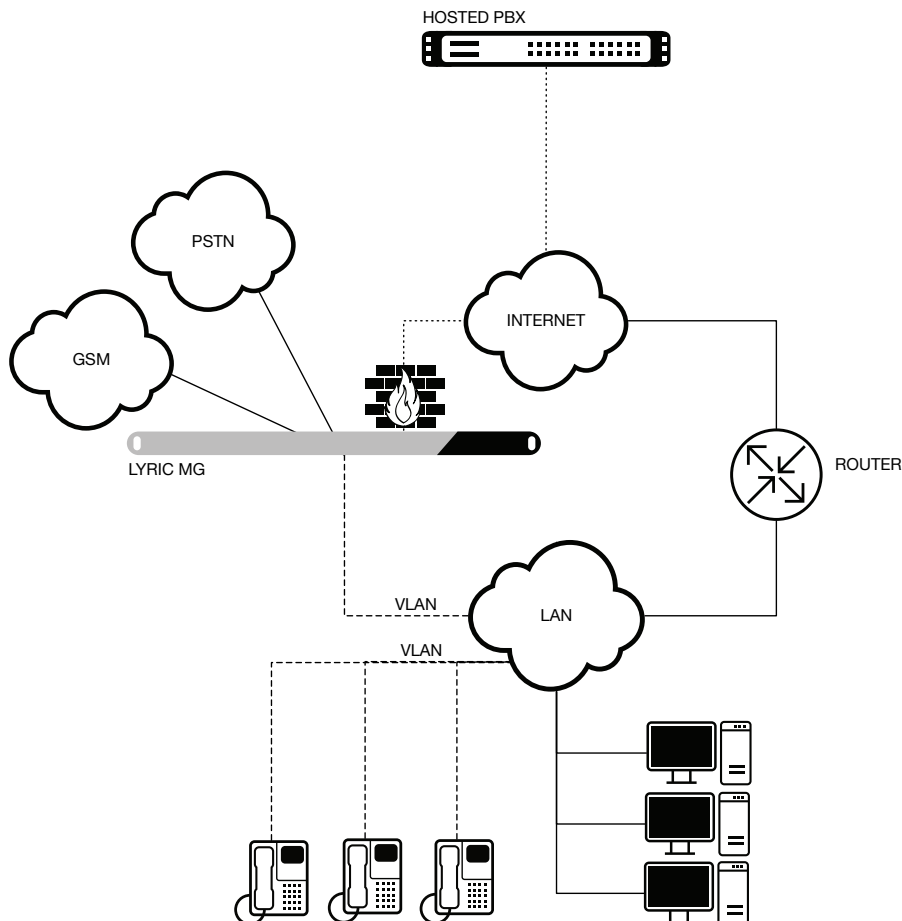 HOSTED PBX
PSTN
INTERNET
GSM
LYRIC MG
ROUTER
VLAN
LAN
VLAN